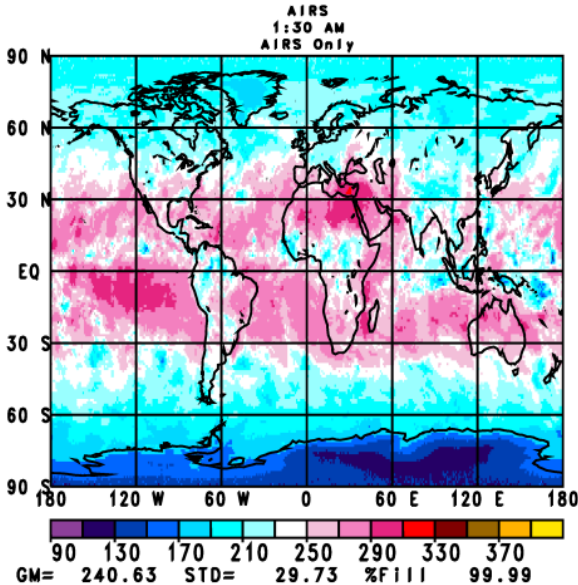 AIRS
1:30 AM
AIRS Only
90 N
60 N
30 N
EQ
30 S
60 S
90 S
180 120 W 60 W 0 60 E 120 E 180
90 130 170 210 250 290 330 370
GM= 240.63 STD= 29.73 %Fill 99.99